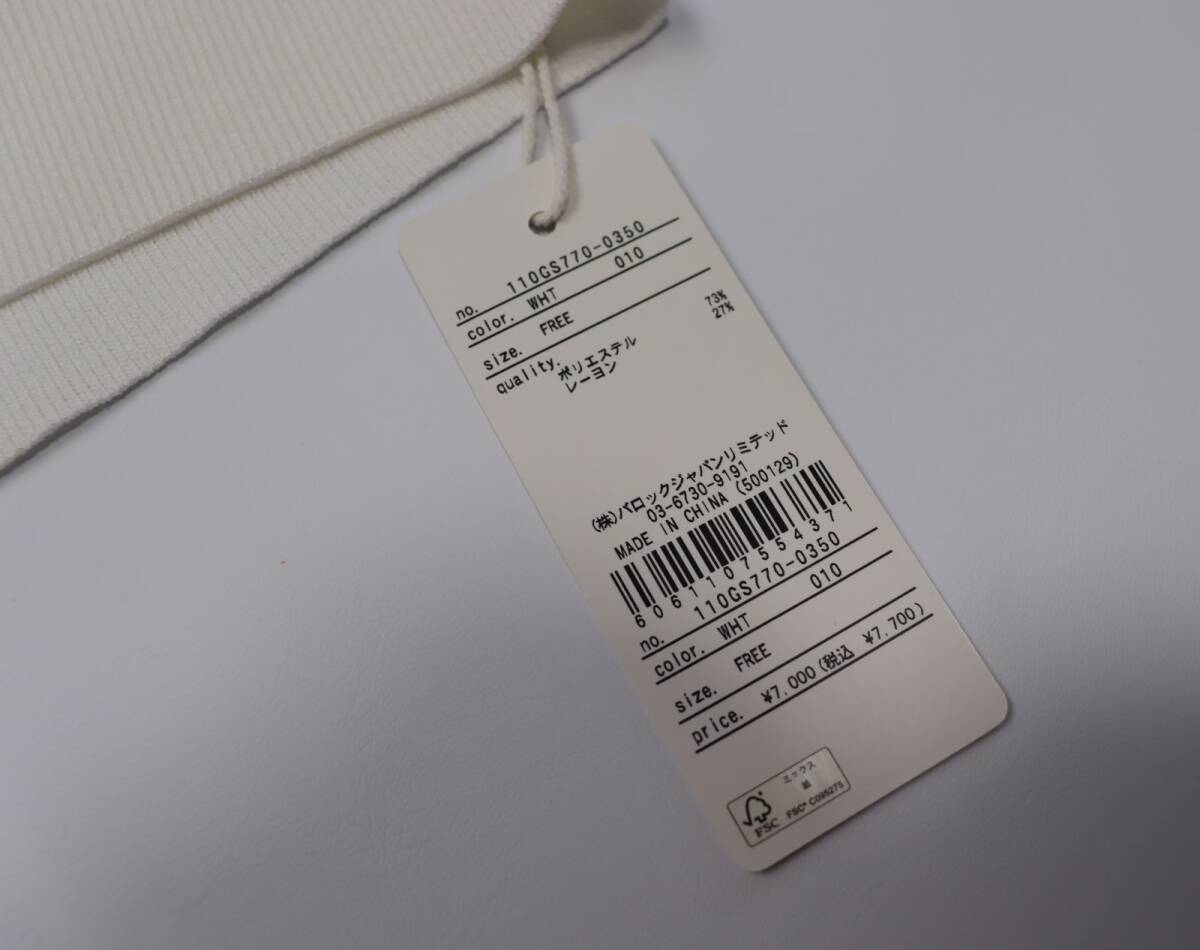 no. 110GS770-0350
color. WHT 010
size. FREE
quality. ポリエステル 73%
レーヨン 27%
(株)バロックジャパンリミテッド
03-6730-9191
MADE IN CHINA (500129)
6061107554371
no. 110GS770-0350
color. WHT 010
size. FREE
price. ¥7.000(税込 ¥7.700)
ミックス
紙
FSC® C095275
FSC